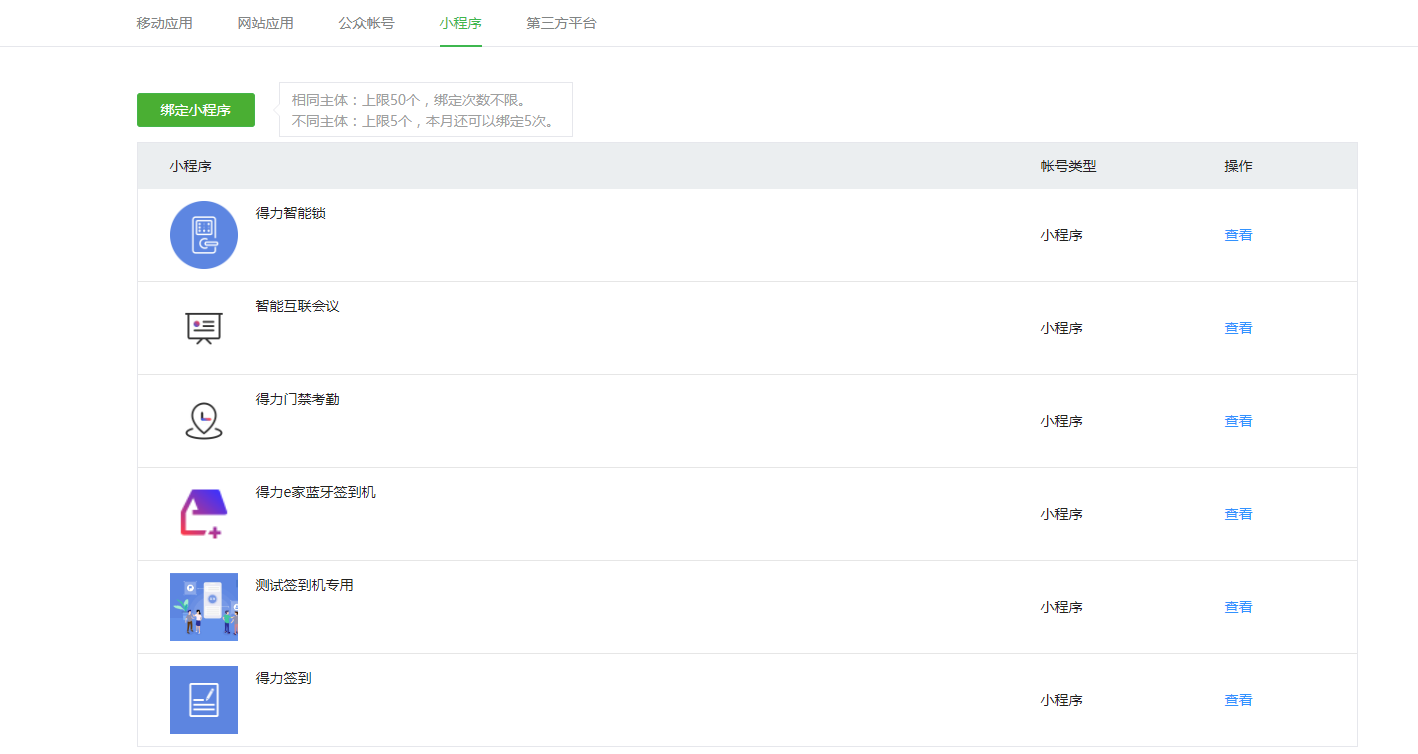 移动应用 网站应用 公众帐号 小程序 第三方平台
绑定小程序
相同主体：上限50个，绑定次数不限。
不同主体：上限5个，本月还可以绑定5次。
小程序 帐号类型 操作
得力智能锁
小程序 查看
智能互联会议
小程序 查看
得力门禁考勤
小程序 查看
得力e家蓝牙签到机
小程序 查看
测试签到机专用
小程序 查看
得力签到
小程序 查看